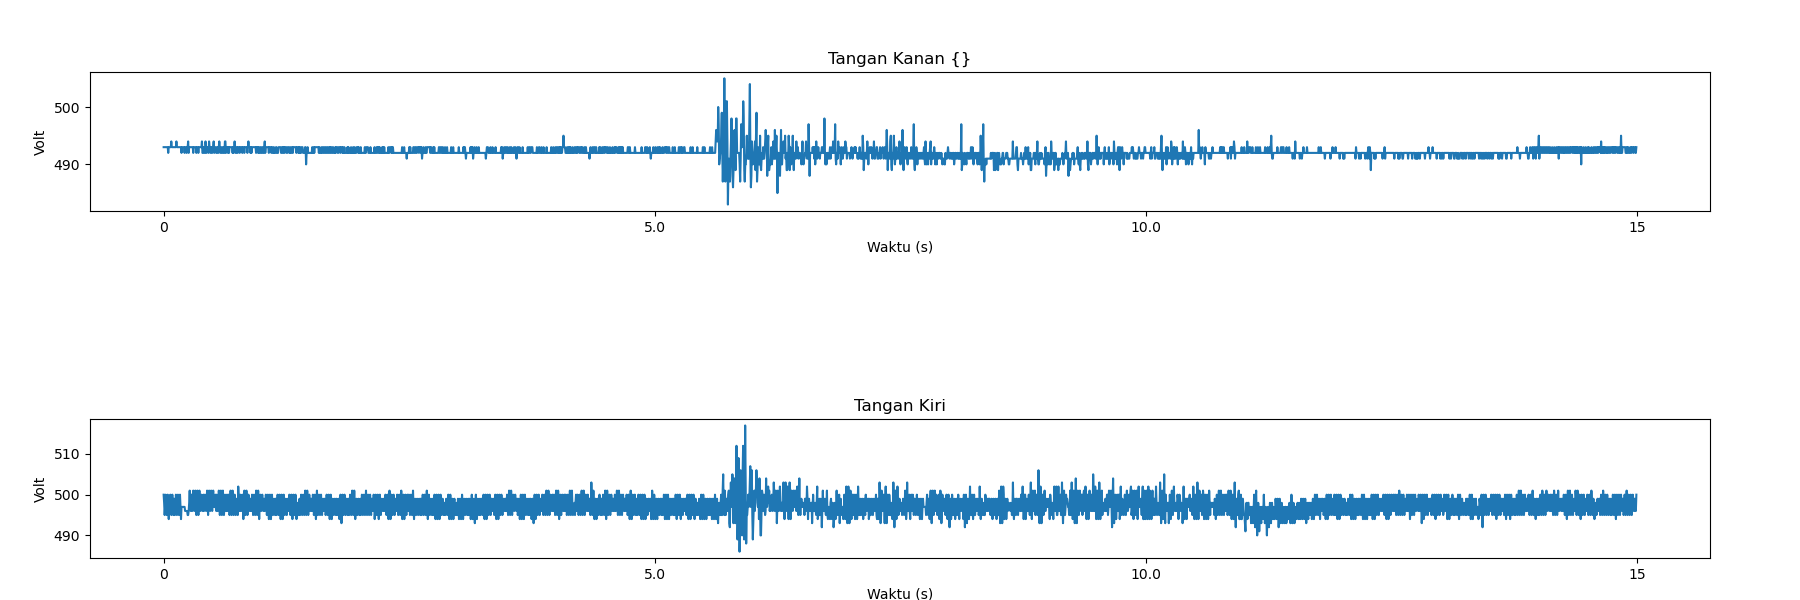 Tangan Kanan {}
Volt
500
490
0 5.0 10.0 15
Waktu (s)
Tangan Kiri
Volt
510
500
490
0 5.0 10.0 15
Waktu (s)